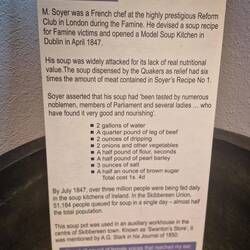 M. Soyer was a French chef at the highly prestigious Reform
Club in London during the Famine. He devised a soup recipe
for Famine victims and opened a Model Soup Kitchen in
Dublin in April 1847.
His soup was widely attacked for its lack of real nutritional
value.The soup dispensed by the Quakers as relief had six
times the amount of meat contained in Soyer's Recipe No 1.
Soyer asserted that his soup had 'been tasted by numerous
noblemen, members of Parliament and several ladies … who
have found it very good and nourishing'.
■ 2 gallons of water
■ A quarter pound of leg of beef
■ 2 ounces of dripping
■ 2 onions and other vegetables
■ A half pound of flour, seconds
■ A half pound of pearl barley
■ 3 ounces of salt
■ A half an ounce of brown sugar
Total cost 1s. 4d
By July 1847, over three million people were being fed daily
in the soup kitchens of Ireland. In the Skibbereen Union,
51,184 people queued for soup in a single day – almost half
the total population.
This soup pot was used in an auxiliary workhouse in the
centre of Skibbereen town. Known as 'Swanton's Store', it
was mentioned by A.G. Stark in his Journal of 1850: